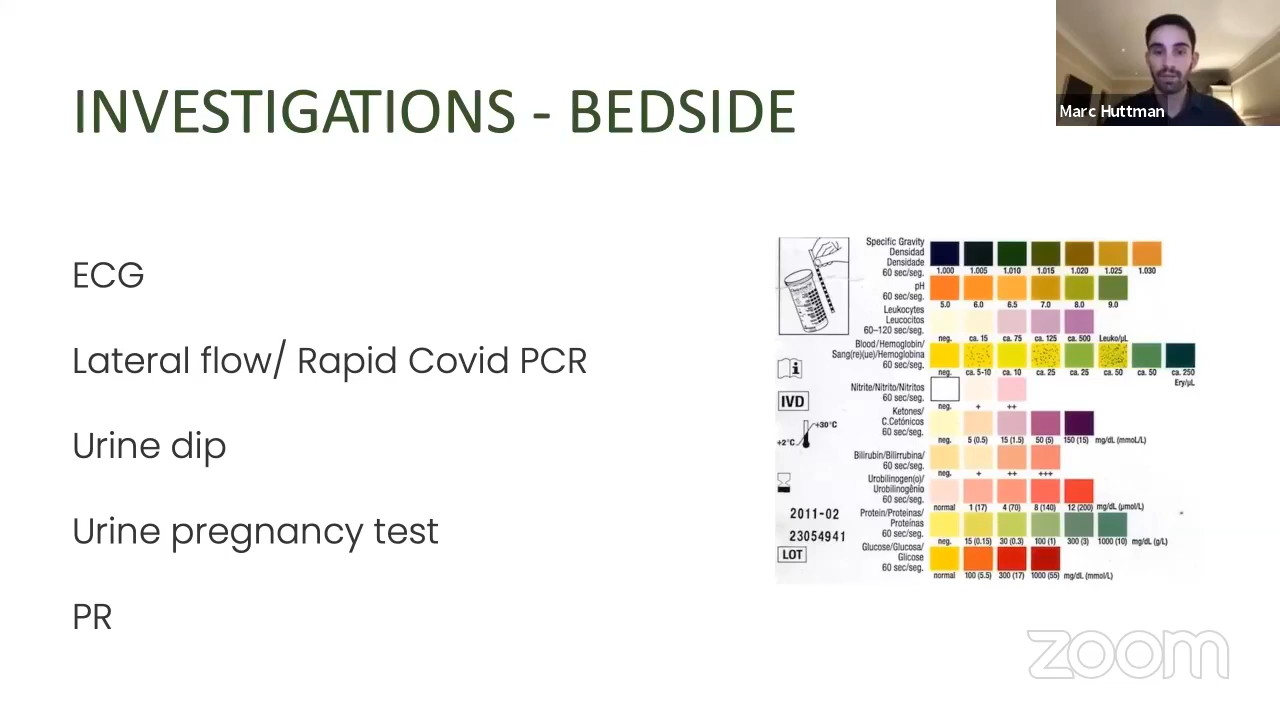 INVESTIGATIONS - BEDSIDE
Marc Huttman
ECG
Lateral flow/ Rapid Covid PCR
Urine dip
Urine pregnancy test
PR
Specific Gravity
Densidad
Densidade
60 sec/seg.
1.000 1.005 1.010 1.015 1.020 1.025 1.030
pH
60 sec/seg.
5.0 6.0 6.5 7.0 8.0 9.0
Leukocytes
Leucocitos
60–120 sec/seg.
neg. ca. 15 ca. 75 ca. 125 ca. 500 Leuko/µL
Blood/Hemoglobin/
Sang(re)(ue)/Hemoglobina
60 sec/seg.
neg. ca. 5-10 ca. 10 ca. 25 ca. 25 ca. 50 ca. 50 ca. 250
Ery/µL
Nitrite/Nitrito/Nitritos
60 sec/seg.
neg. + ++
Ketones/
C.Cetónicos
60 sec/seg.
neg. 5 (0.5) 15 (1.5) 50 (5) 150 (15) mg/dL (mmoL/L)
Bilirubin/Bilirrubina/
60 sec/seg.
neg. + ++ +++
Urobilinogen(o)/
Urobilinogênio
60 sec/seg.
normal 1 (17) 4 (70) 8 (140) 12 (200) mg/dL (µmol/L)
Protein/Proteinas/
Proteínas
60 sec/seg.
neg. 15 (0.15) 30 (0.3) 100 (1) 300 (3) 1000 (10) mg/dL (g/L)
Glucose/Glucosa/
Glicose
60 sec/seg.
normal 100 (5.5) 300 (17) 1000 (55) mg/dL (mmol/L)
IVD
+30°C
+2°C
2011-02
23054941
LOT
zoom